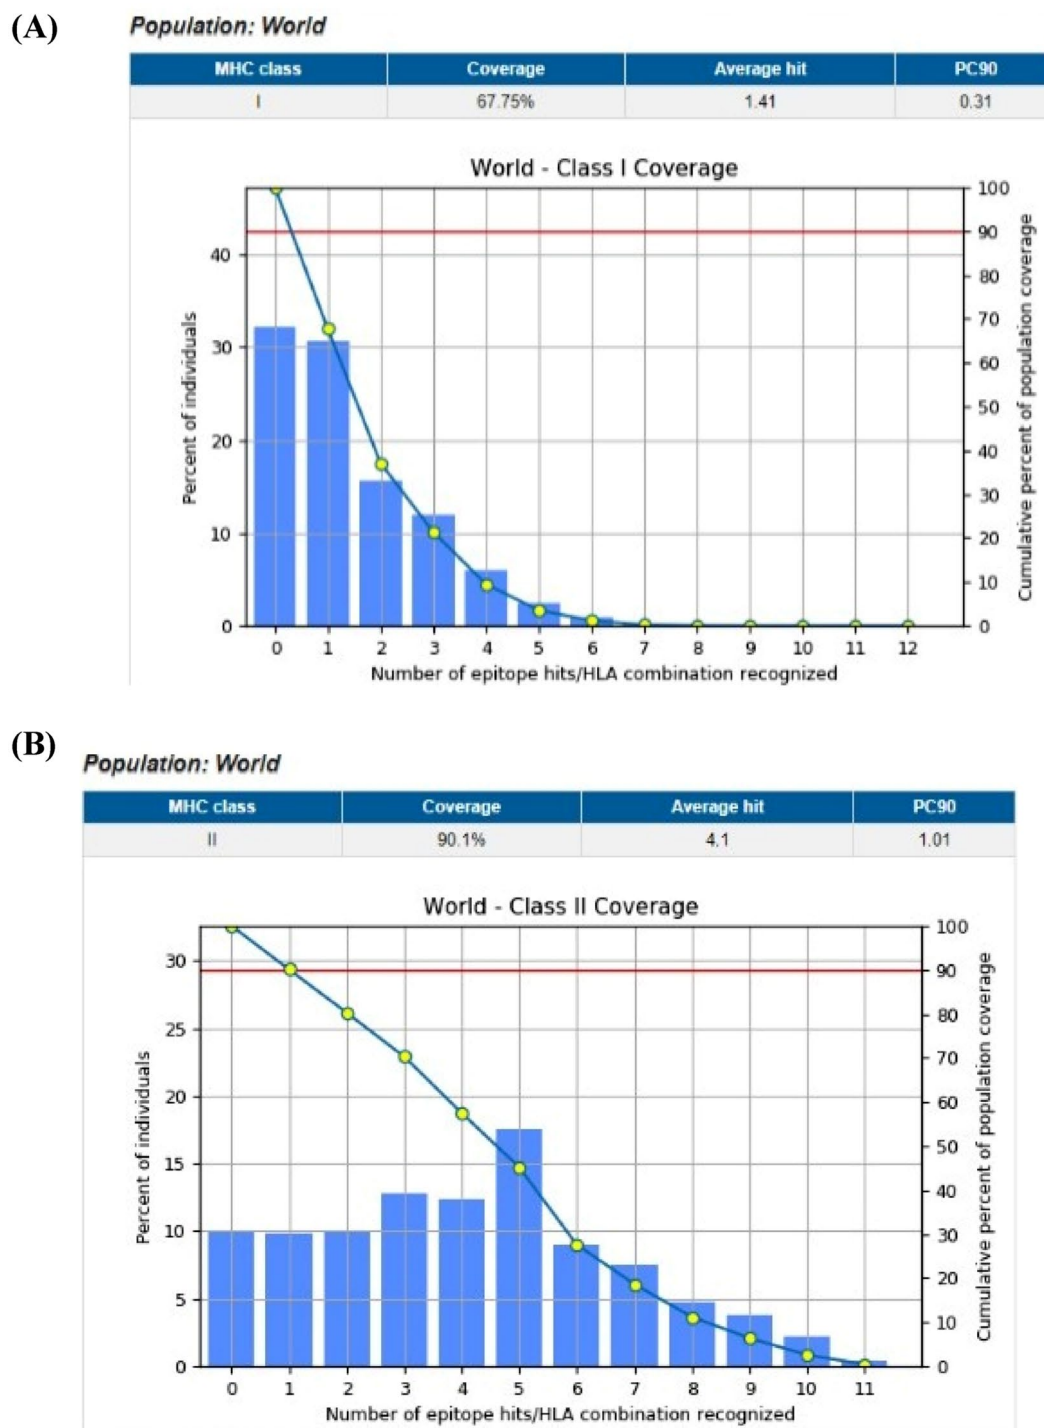 (A)
Population: World
MHC class Coverage Average hit PC90
I 67.75% 1.41 0.31
World - Class I Coverage
Percent of individuals
40
30
20
10
0
100
90
80
70
60
50
40
30
20
10
0
Cumulative percent of population coverage
0 1 2 3 4 5 6 7 8 9 10 11 12
Number of epitope hits/HLA combination recognized
(B)
Population: World
MHC class Coverage Average hit PC90
II 90.1% 4.1 1.01
World - Class II Coverage
Percent of individuals
30
25
20
15
10
5
0
100
90
80
70
60
50
40
30
20
10
0
Cumulative percent of population coverage
0 1 2 3 4 5 6 7 8 9 10 11
Number of epitope hits/HLA combination recognized